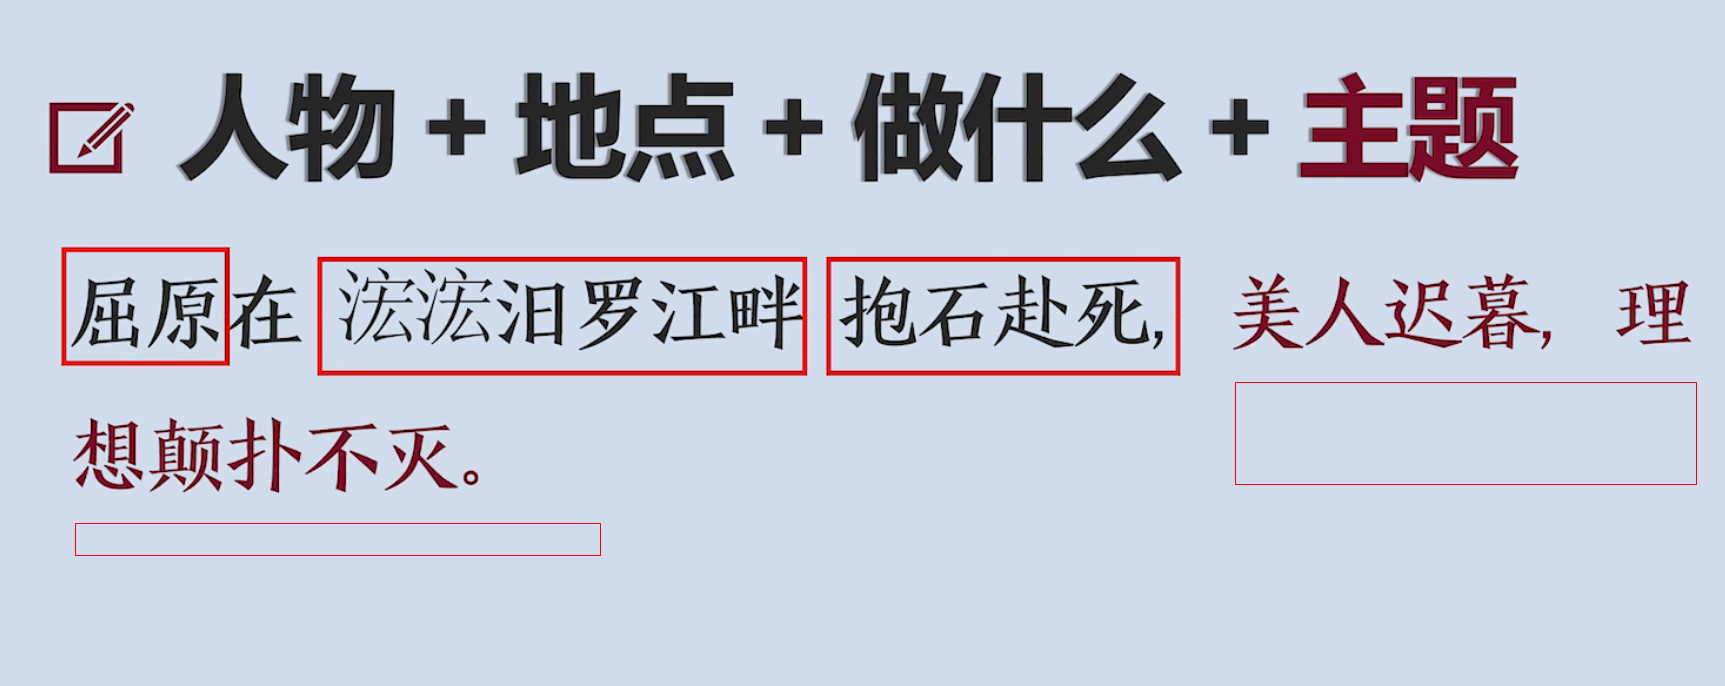 人物 + 地点 + 做什么 + 主题
屈原在 浤浤汨罗江畔 抱石赴死, 美人迟暮, 理
想颠扑不灭。